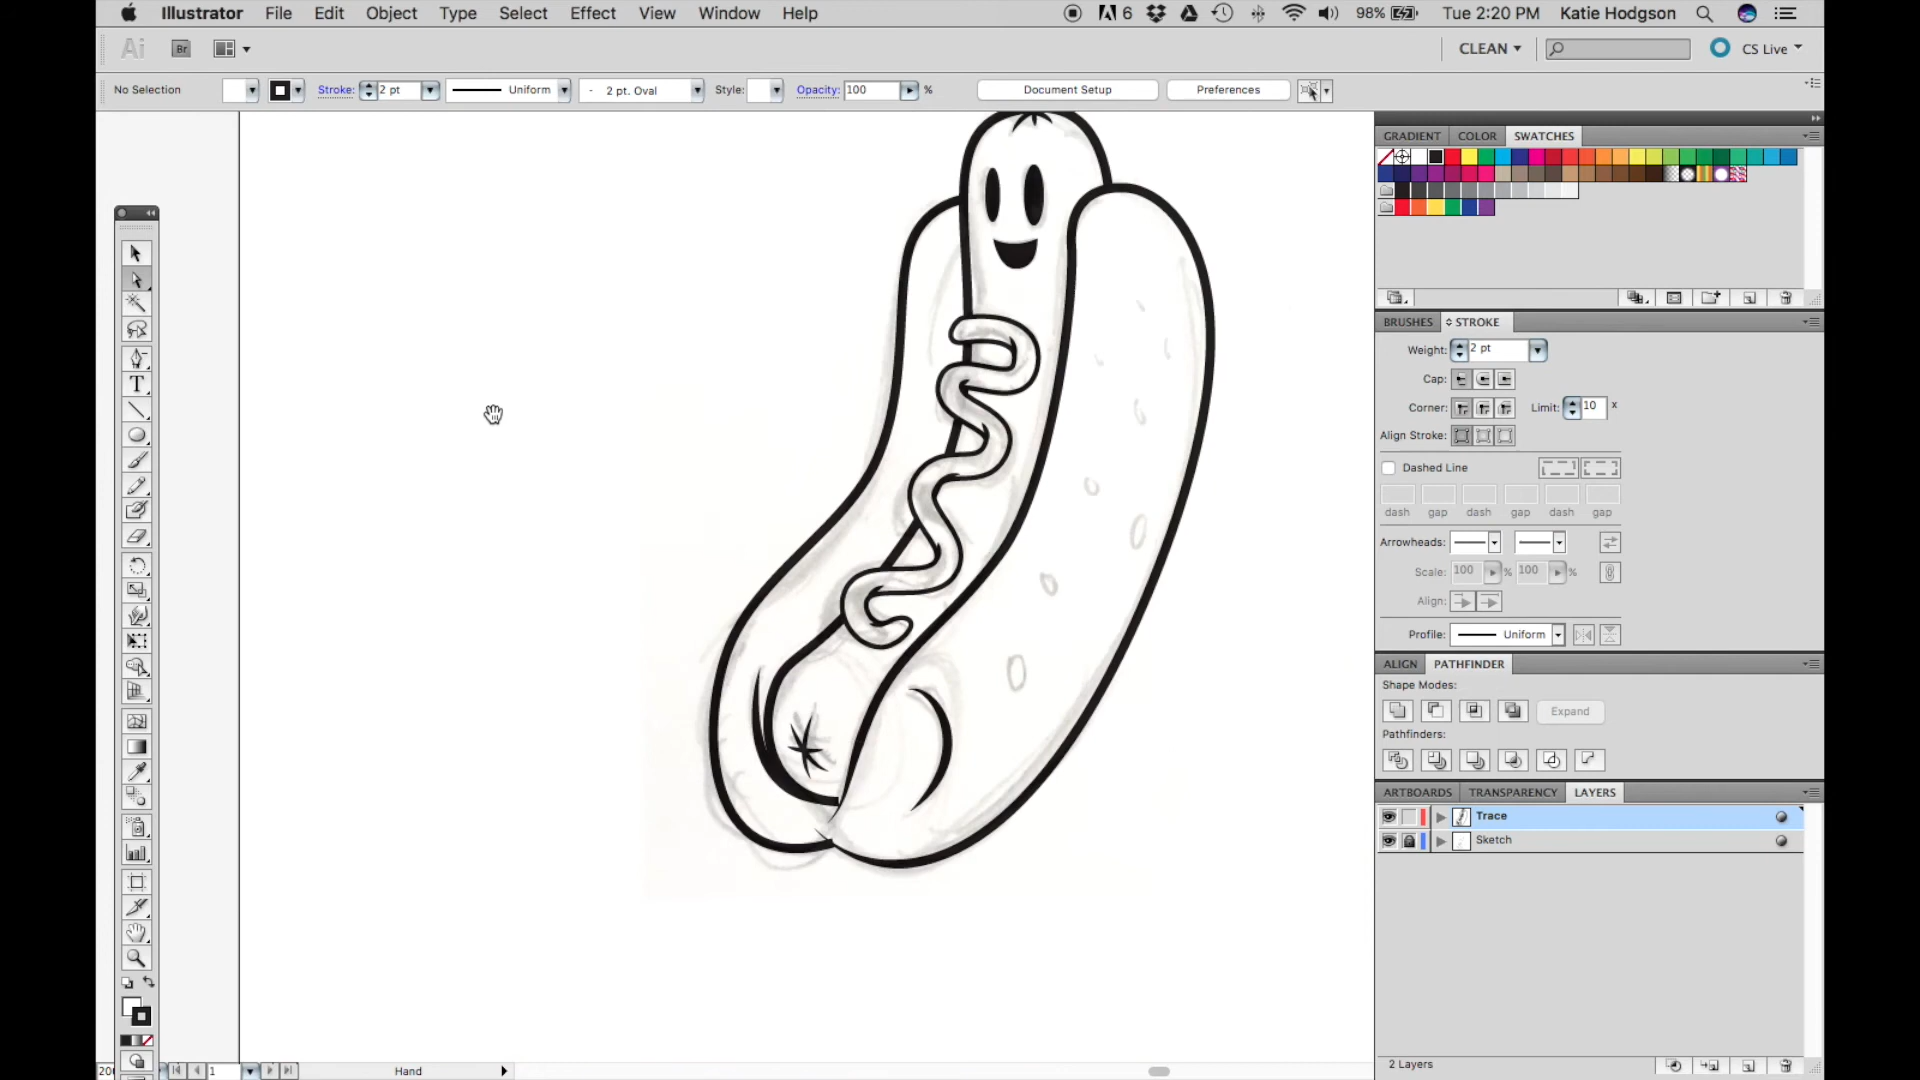 Illustrator File Edit Object Type Select Effect View Window Help 6 98% Tue 2:20 PM Katie Hodgson
Ai Br CLEAN CS Live
No Selection Stroke: 2 pt Uniform 2 pt. Oval Style: Opacity: 100 % Document Setup Preferences
GRADIENT COLOR SWATCHES
BRUSHES STROKE
Weight: 2 pt
Cap:
Corner: Limit: 10 x
Align Stroke:
Dashed Line
dash gap dash gap dash gap
Arrowheads:
Scale: 100 % 100 %
Align:
Profile: Uniform
ALIGN PATHFINDER
Shape Modes:
Expand
Pathfinders:
ARTBOARDS TRANSPARENCY LAYERS
Trace
Sketch
2 Layers
1 Hand